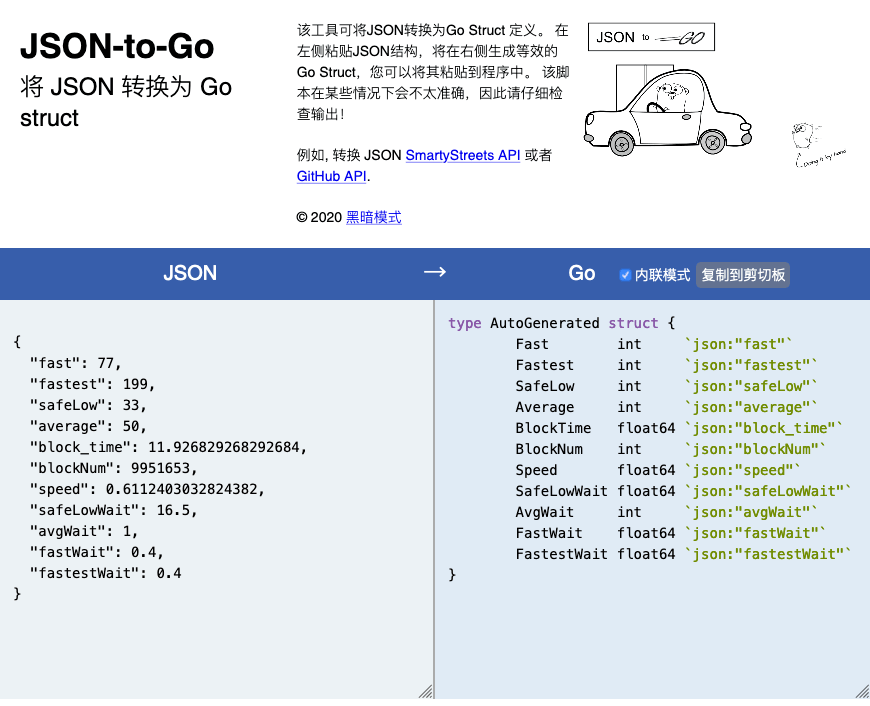 JSON-to-Go
将 JSON 转换为 Go
struct
该工具可将JSON转换为Go Struct 定义。 在
左侧粘贴JSON结构，将在右侧生成等效的
Go Struct，您可以将其粘贴到程序中。 该脚
本在某些情况下会不太准确，因此请仔细检
查输出！
例如, 转换 JSON SmartyStreets API 或者
GitHub API.
© 2020 黑暗模式
JSON to GO
Doing it by hand
JSON → Go 内联模式 复制到剪切板
{
  "fast": 77,
  "fastest": 199,
  "safeLow": 33,
  "average": 50,
  "block_time": 11.926829268292684,
  "blockNum": 9951653,
  "speed": 0.6112403032824382,
  "safeLowWait": 16.5,
  "avgWait": 1,
  "fastWait": 0.4,
  "fastestWait": 0.4
}
type AutoGenerated struct {
	Fast        int     `json:"fast"`
	Fastest     int     `json:"fastest"`
	SafeLow     int     `json:"safeLow"`
	Average     int     `json:"average"`
	BlockTime   float64 `json:"block_time"`
	BlockNum    int     `json:"blockNum"`
	Speed       float64 `json:"speed"`
	SafeLowWait float64 `json:"safeLowWait"`
	AvgWait     int     `json:"avgWait"`
	FastWait    float64 `json:"fastWait"`
	FastestWait float64 `json:"fastestWait"`
}